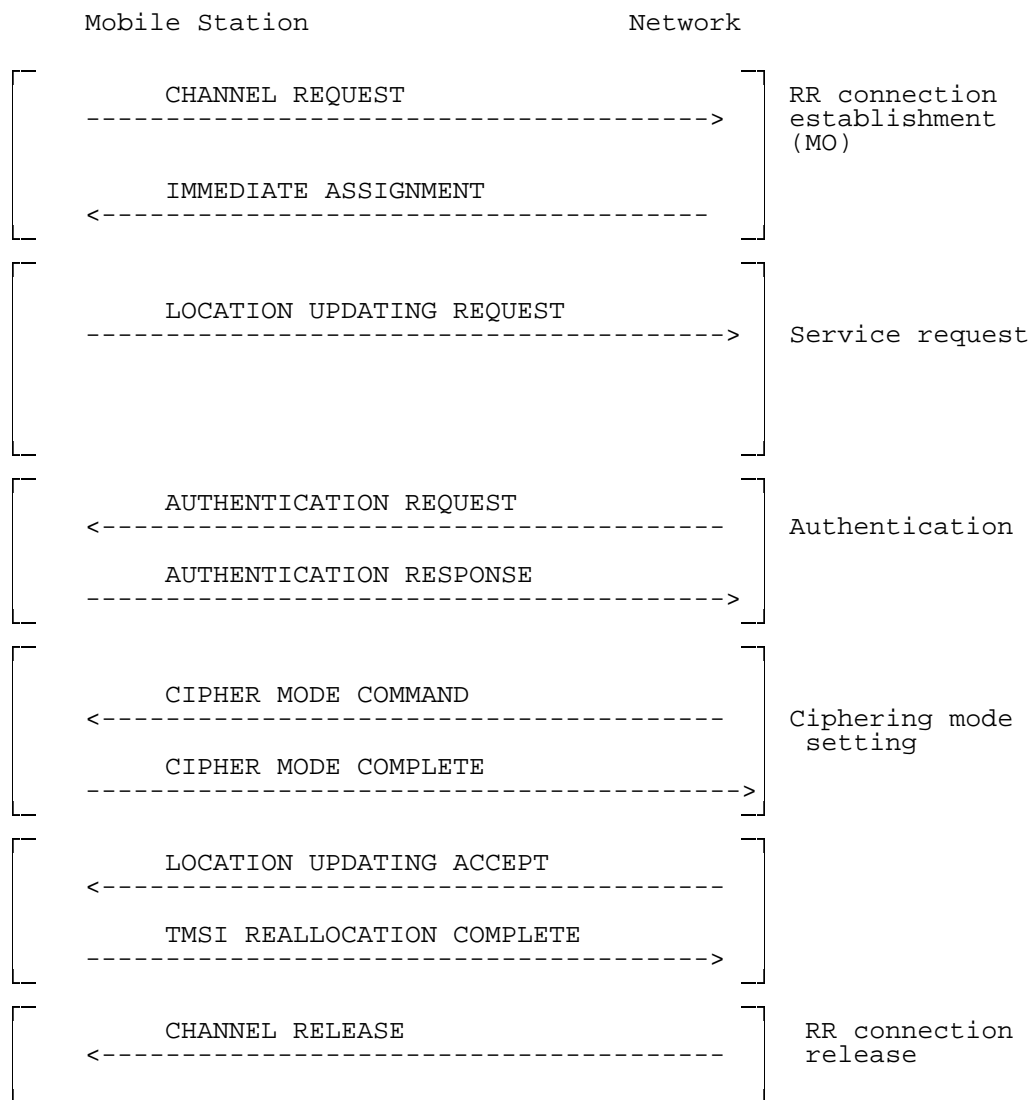 Mobile Station Network
CHANNEL REQUEST RR connection
---------------------------------------> establishment
(MO)
IMMEDIATE ASSIGNMENT
<--------------------------------------
LOCATION UPDATING REQUEST
----------------------------------------> Service request
AUTHENTICATION REQUEST
<--------------------------------------- Authentication
AUTHENTICATION RESPONSE
---------------------------------------->
CIPHER MODE COMMAND
<--------------------------------------- Ciphering mode
setting
CIPHER MODE COMPLETE
----------------------------------------->
LOCATION UPDATING ACCEPT
<---------------------------------------
TMSI REALLOCATION COMPLETE
--------------------------------------->
CHANNEL RELEASE RR connection
<--------------------------------------- release